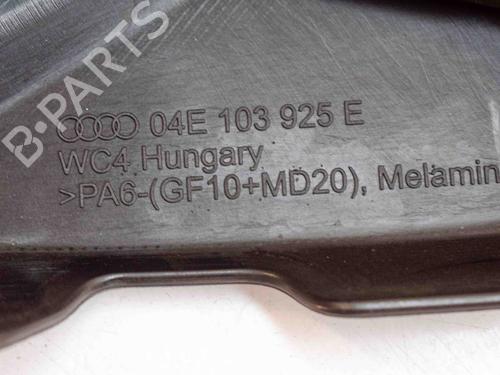 B-PARTS
04E 103 925 E
WC4 Hungary
>PA6-(GF10+MD20), Melamin